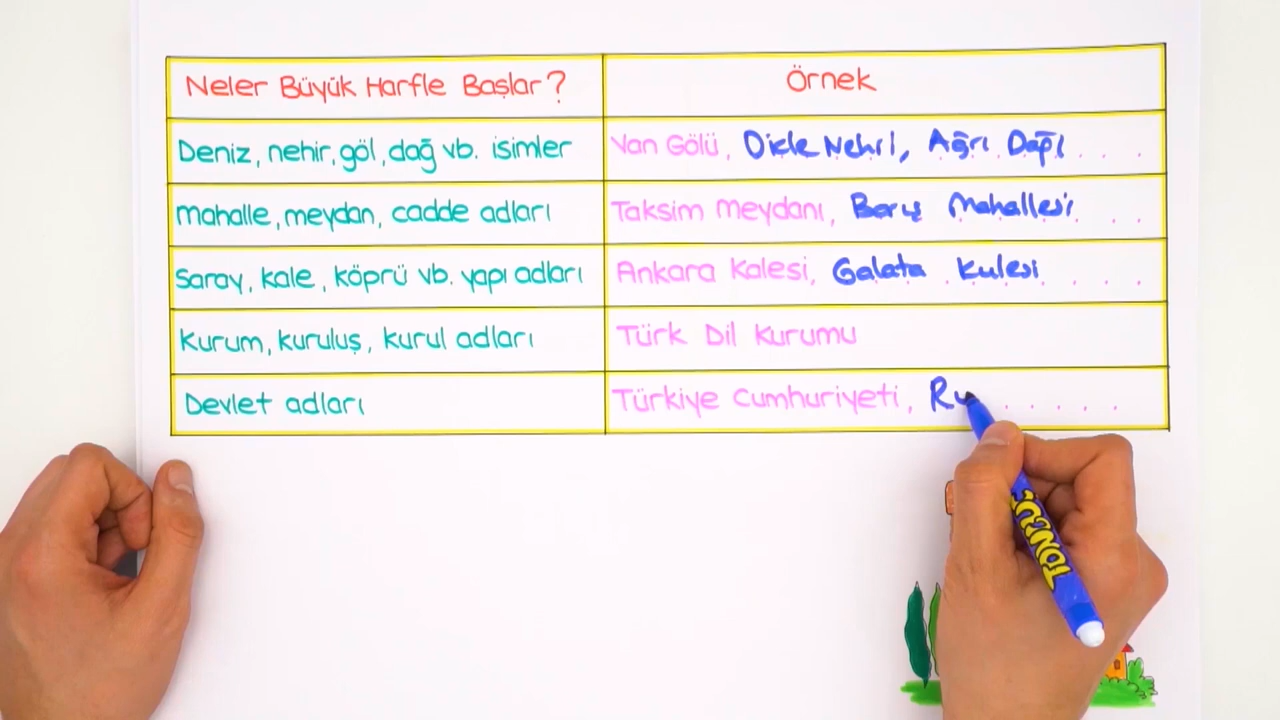 Neler Büyük Harfle Başlar? Örnek
Deniz, nehir, göl, dağ vb. isimler Van Gölü, Dicle Nehri, Ağrı Dağı . . .
Mahalle, meydan, cadde adları Taksim Meydanı, Barış Mahallesi . . .
Saray, kale, köprü vb. yapı adları Ankara Kalesi, Galata Kulesi . . .
Kurum, kuruluş, kurul adları Türk Dil Kurumu
Devlet adları Türkiye Cumhuriyeti, Ru . . . . .